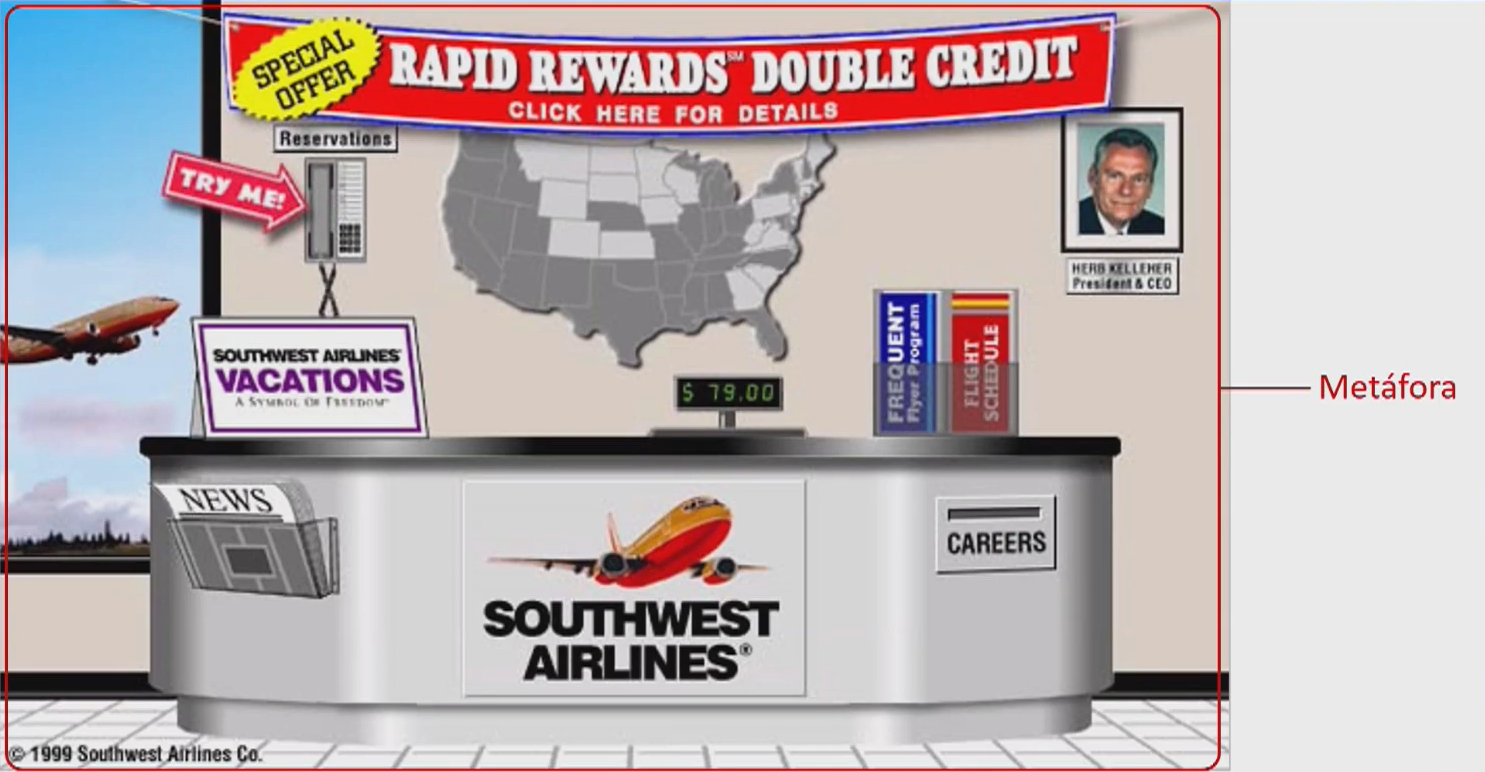 SPECIAL
OFFER
RAPID REWARDS℠ DOUBLE CREDIT
CLICK HERE FOR DETAILS
Reservations
TRY ME!
HERB KELLEHER
President & CEO
SOUTHWEST AIRLINES®
VACATIONS
A SYMBOL OF FREEDOM℠
$ 79.00
FREQUENT
Flyer Program
FLIGHT
SCHEDULE
Metáfora
NEWS
CAREERS
SOUTHWEST
AIRLINES®
© 1999 Southwest Airlines Co.